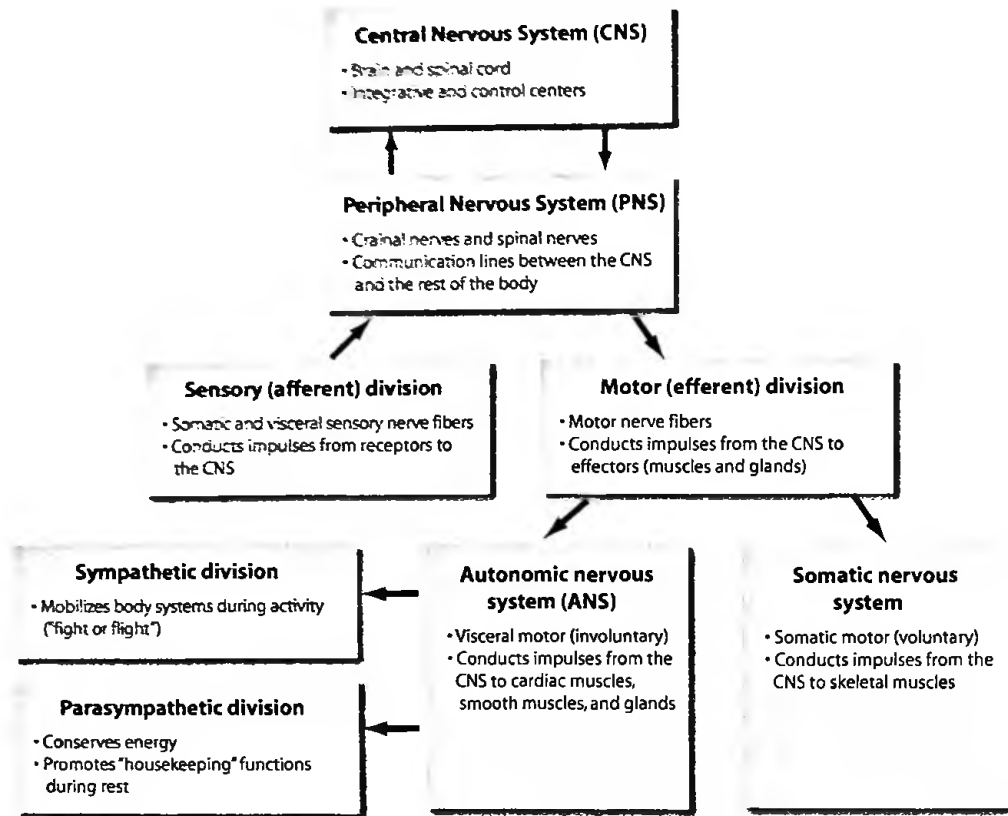 Central Nervous System (CNS)
• Brain and spinal cord
• Integrative and control centers
Peripheral Nervous System (PNS)
• Crainal nerves and spinal nerves
• Communication lines between the CNS
and the rest of the body
Sensory (afferent) division
• Somatic and visceral sensory nerve fibers
• Conducts impulses from receptors to
the CNS
Motor (efferent) division
• Motor nerve fibers
• Conducts impulses from the CNS to
effectors (muscles and glands)
Sympathetic division
• Mobilizes body systems during activity
("fight or flight")
Parasympathetic division
• Conserves energy
• Promotes "housekeeping" functions
during rest
Autonomic nervous
system (ANS)
• Visceral motor (involuntary)
• Conducts impulses from the
CNS to cardiac muscles,
smooth muscles, and glands
Somatic nervous
system
• Somatic motor (voluntary)
• Conducts impulses from the
CNS to skeletal muscles